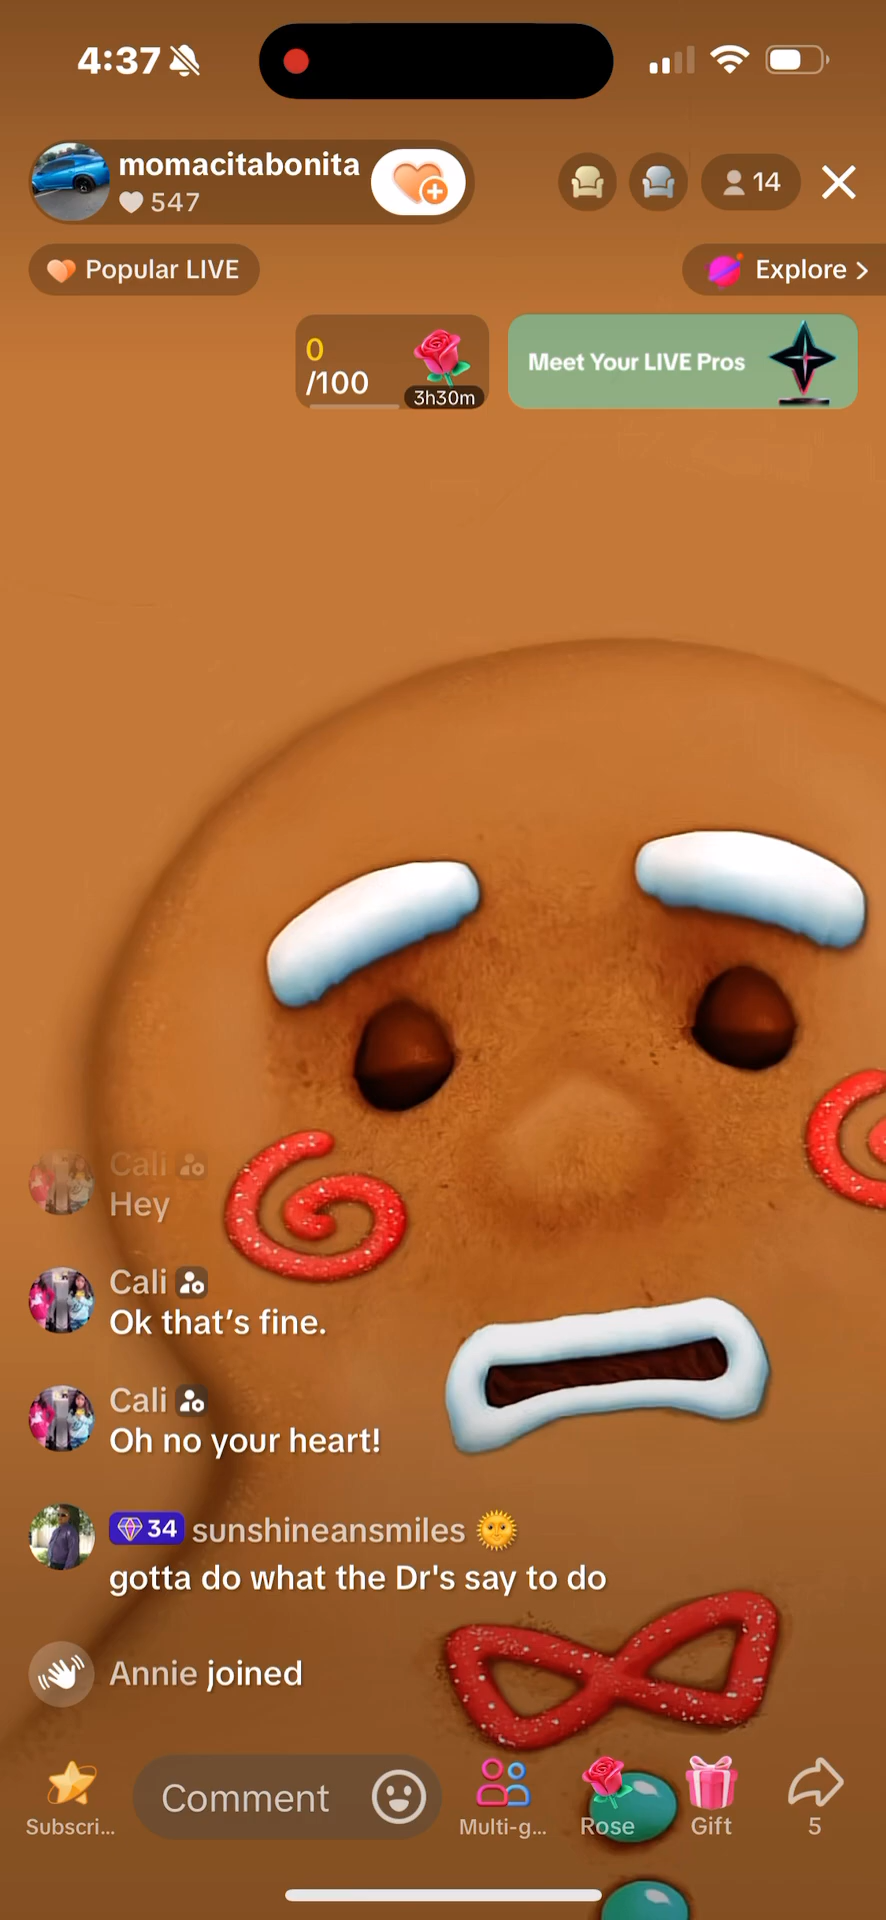 4:37
momacitabonita
547
14
Popular LIVE
Explore >
0
/100
3h30m
Meet Your LIVE Pros
Cali
Hey
Cali
Ok that’s fine.
Cali
Oh no your heart!
34 sunshineansmiles 🌞
gotta do what the Dr's say to do
Annie joined
Comment
Subscri...
Multi-g...
Rose
Gift
5